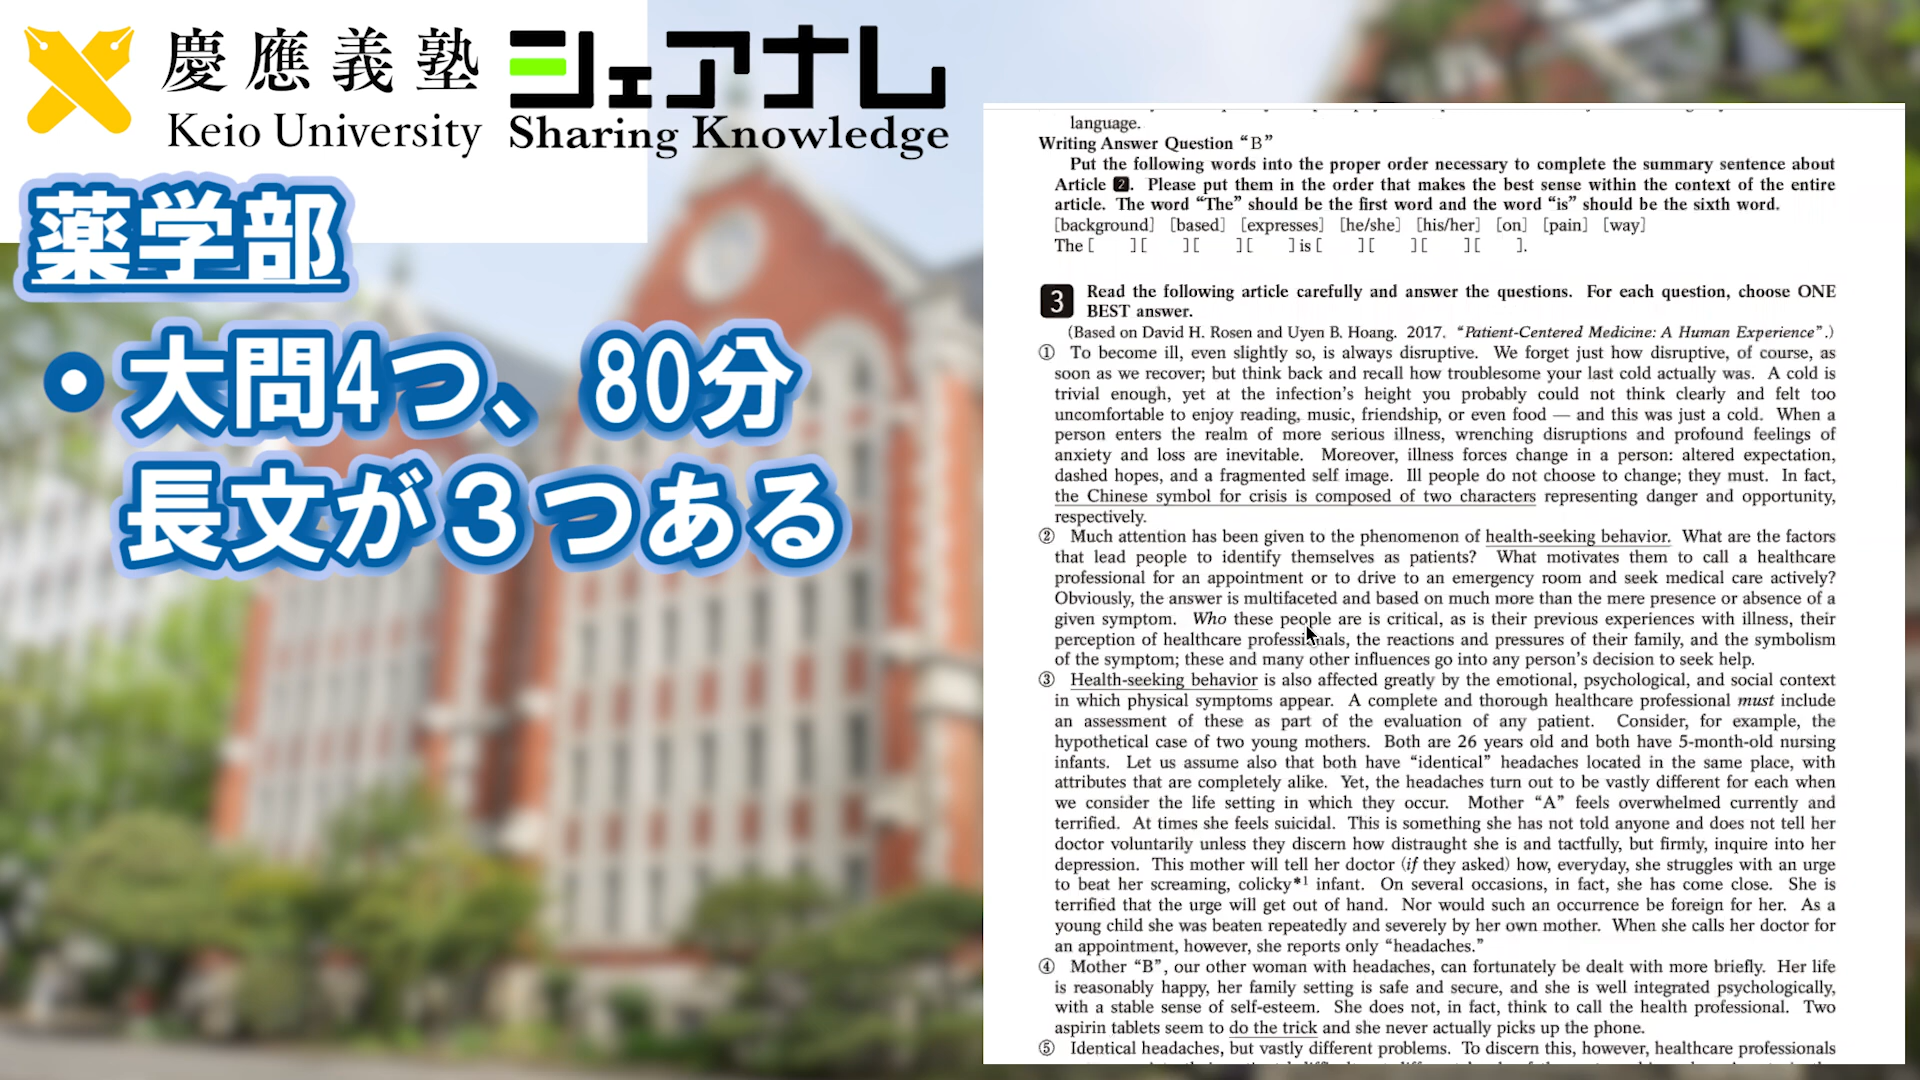 慶應義塾
Keio University
シェアナレ
Sharing Knowledge
薬学部
・大問4つ、80分
長文が３つある
language.
Writing Answer Question “B”
Put the following words into the proper order necessary to complete the summary sentence about
Article 2. Please put them in the order that makes the best sense within the context of the entire
article. The word “The” should be the first word and the word “is” should be the sixth word.
[background] [based] [expresses] [he/she] [his/her] [on] [pain] [way]
The [ ] [ ] [ ] [ ] is [ ] [ ] [ ] [ ].
3 Read the following article carefully and answer the questions. For each question, choose ONE
BEST answer.
(Based on David H. Rosen and Uyen B. Hoang. 2017. “Patient-Centered Medicine: A Human Experience”.)
① To become ill, even slightly so, is always disruptive. We forget just how disruptive, of course, as
soon as we recover; but think back and recall how troublesome your last cold actually was. A cold is
trivial enough, yet at the infection’s height you probably could not think clearly and felt too
uncomfortable to enjoy reading, music, friendship, or even food — and this was just a cold. When a
person enters the realm of more serious illness, wrenching disruptions and profound feelings of
anxiety and loss are inevitable. Moreover, illness forces change in a person: altered expectation,
dashed hopes, and a fragmented self image. Ill people do not choose to change; they must. In fact,
the Chinese symbol for crisis is composed of two characters representing danger and opportunity,
respectively.
② Much attention has been given to the phenomenon of health-seeking behavior. What are the factors
that lead people to identify themselves as patients? What motivates them to call a healthcare
professional for an appointment or to drive to an emergency room and seek medical care actively?
Obviously, the answer is multifaceted and based on much more than the mere presence or absence of a
given symptom. Who these people are is critical, as is their previous experiences with illness, their
perception of healthcare professionals, the reactions and pressures of their family, and the symbolism
of the symptom; these and many other influences go into any person’s decision to seek help.
③ Health-seeking behavior is also affected greatly by the emotional, psychological, and social context
in which physical symptoms appear. A complete and thorough healthcare professional must include
an assessment of these as part of the evaluation of any patient. Consider, for example, the
hypothetical case of two young mothers. Both are 26 years old and both have 5-month-old nursing
infants. Let us assume also that both have “identical” headaches located in the same place, with
attributes that are completely alike. Yet, the headaches turn out to be vastly different for each when
we consider the life setting in which they occur. Mother “A” feels overwhelmed currently and
terrified. At times she feels suicidal. This is something she has not told anyone and does not tell her
doctor voluntarily unless they discern how distraught she is and tactfully, but firmly, inquire into her
depression. This mother will tell her doctor (if they asked) how, everyday, she struggles with an urge
to beat her screaming, colicky*1 infant. On several occasions, in fact, she has come close. She is
terrified that the urge will get out of hand. Nor would such an occurrence be foreign for her. As a
young child she was beaten repeatedly and severely by her own mother. When she calls her doctor for
an appointment, however, she reports only “headaches.”
④ Mother “B”, our other woman with headaches, can fortunately be dealt with more briefly. Her life
is reasonably happy, her family setting is safe and secure, and she is well integrated psychologically,
with a stable sense of self-esteem. She does not, in fact, think to call the health professional. Two
aspirin tablets seem to do the trick and she never actually picks up the phone.
⑤ Identical headaches, but vastly different problems. To discern this, however, healthcare professionals